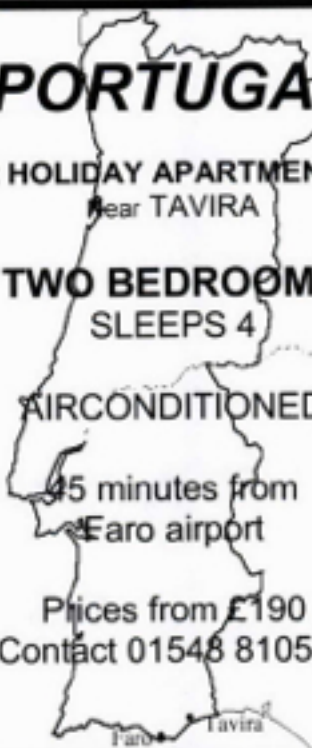 PORTUGA
HOLIDAY APARTMEN
Near TAVIRA
TWO BEDROOM
SLEEPS 4
AIRCONDITIONED
45 minutes from
Faro airport
Prices from £190
Contact 01548 8105
Tavira
Faro